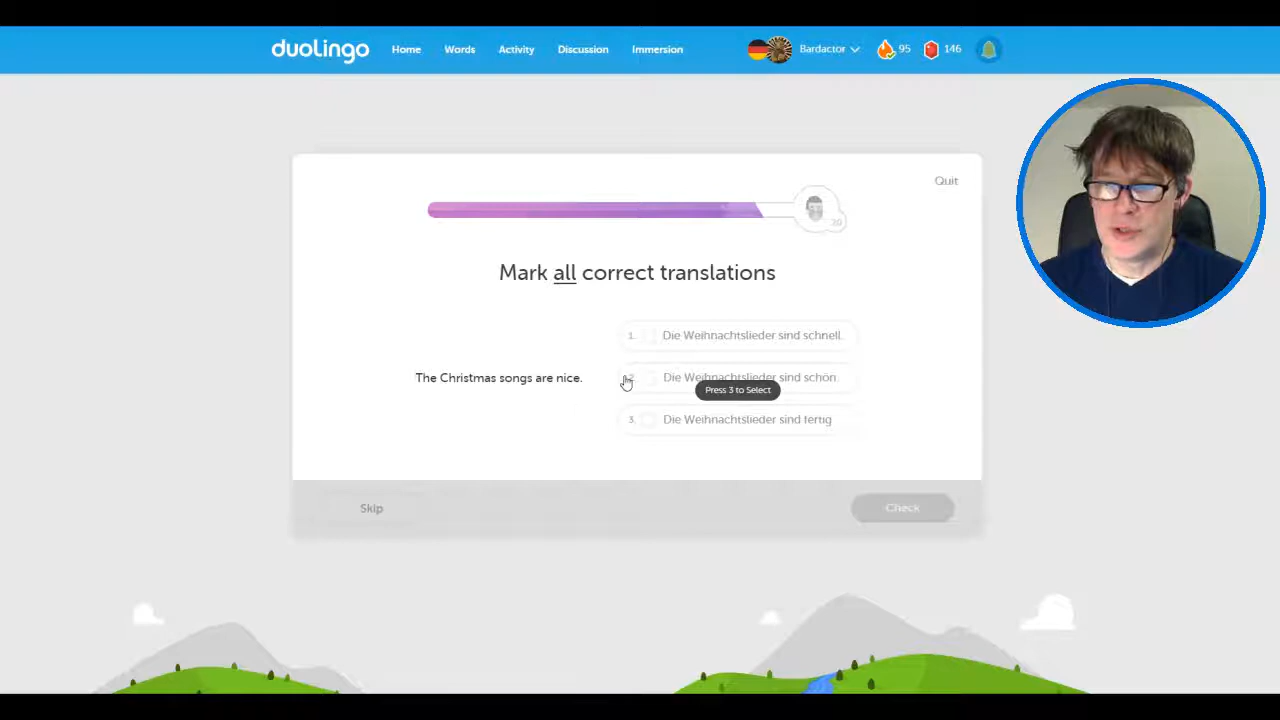 duolingo Home Words Activity Discussion Immersion Bardactor 95 146
Quit
20
Mark all correct translations
1. Die Weihnachtslieder sind schnell.
The Christmas songs are nice.
2. Die Weihnachtslieder sind schön.
Press 3 to Select
3. Die Weihnachtslieder sind fertig
Skip Check